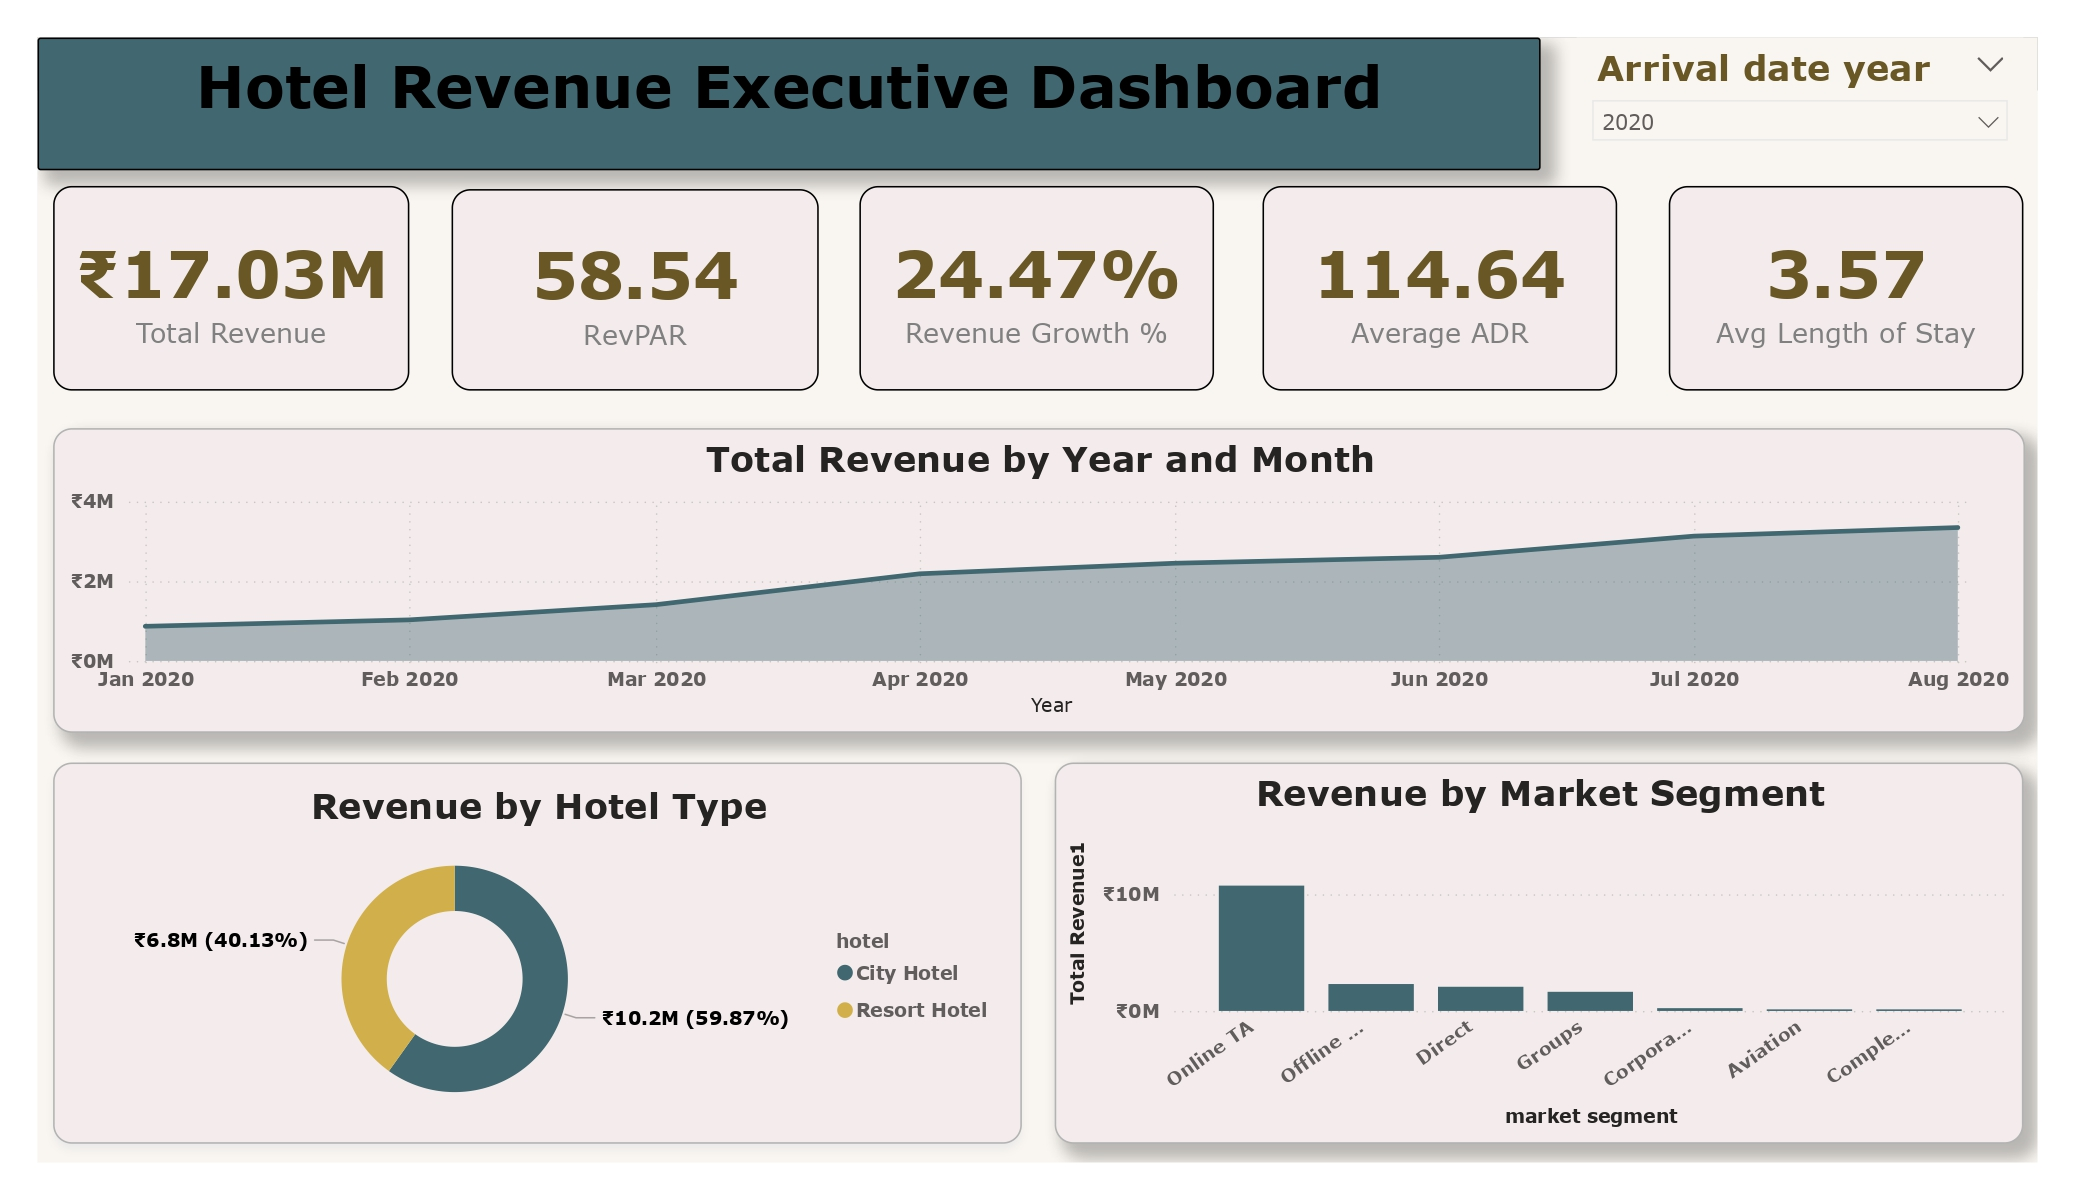 Hotel Revenue Executive Dashboard
Arrival date year
2020
₹17.03M
Total Revenue
58.54
RevPAR
24.47%
Revenue Growth %
114.64
Average ADR
3.57
Avg Length of Stay
Total Revenue by Year and Month
₹4M
₹2M
₹0M
Jan 2020 Feb 2020 Mar 2020 Apr 2020 May 2020 Jun 2020 Jul 2020 Aug 2020
Year
Revenue by Hotel Type
₹6.8M (40.13%)
₹10.2M (59.87%)
hotel
City Hotel
Resort Hotel
Revenue by Market Segment
Total Revenue1
₹10M
₹0M
Online TA
Offline ...
Direct
Groups
Corpora...
Aviation
Comple...
market segment